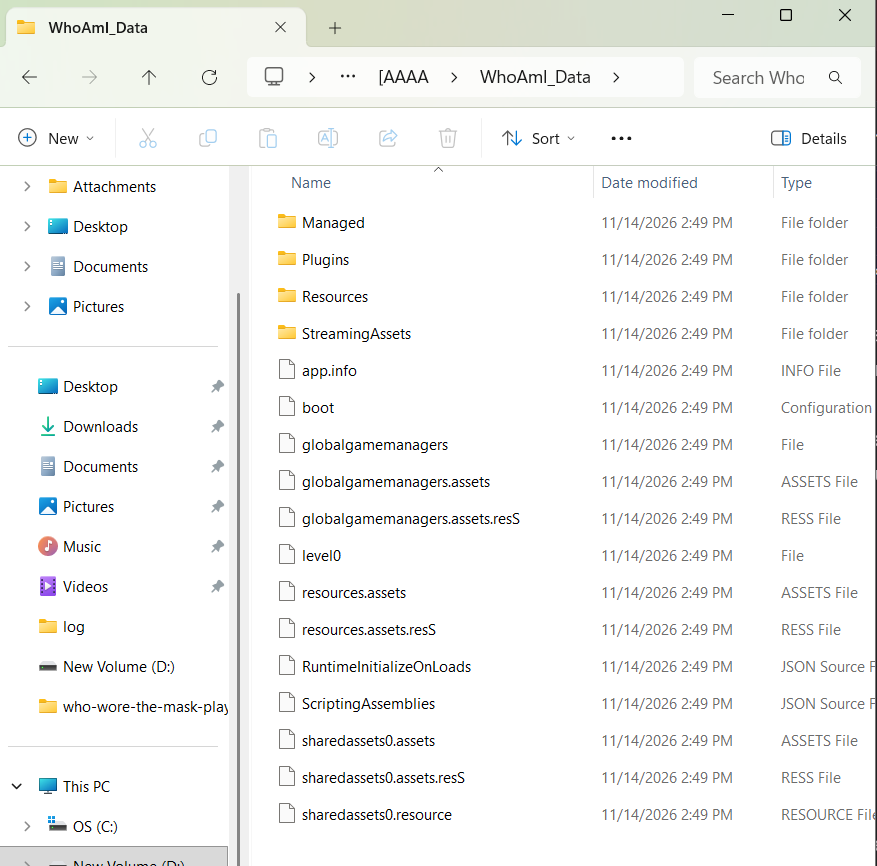 WhoAmI_Data
[AAAA
WhoAmI_Data
Search Who
New
Sort
Details
Attachments
Desktop
Documents
Pictures
Desktop
Downloads
Documents
Pictures
Music
Videos
log
New Volume (D:)
who-wore-the-mask-play
This PC
OS (C:)
New Volume (D:)
Name Date modified Type
Managed 11/14/2026 2:49 PM File folder
Plugins 11/14/2026 2:49 PM File folder
Resources 11/14/2026 2:49 PM File folder
StreamingAssets 11/14/2026 2:49 PM File folder
app.info 11/14/2026 2:49 PM INFO File
boot 11/14/2026 2:49 PM Configuration
globalgamemanagers 11/14/2026 2:49 PM File
globalgamemanagers.assets 11/14/2026 2:49 PM ASSETS File
globalgamemanagers.assets.resS 11/14/2026 2:49 PM RESS File
level0 11/14/2026 2:49 PM File
resources.assets 11/14/2026 2:49 PM ASSETS File
resources.assets.resS 11/14/2026 2:49 PM RESS File
RuntimeInitializeOnLoads 11/14/2026 2:49 PM JSON Source F
ScriptingAssemblies 11/14/2026 2:49 PM JSON Source F
sharedassets0.assets 11/14/2026 2:49 PM ASSETS File
sharedassets0.assets.resS 11/14/2026 2:49 PM RESS File
sharedassets0.resource 11/14/2026 2:49 PM RESOURCE File